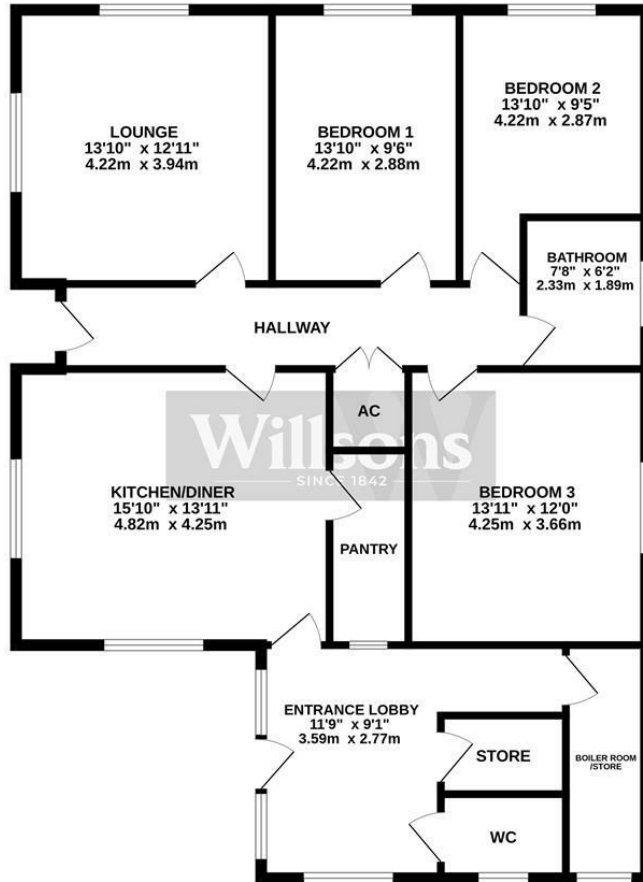 LOUNGE
13'10" x 12'11"
4.22m x 3.94m
BEDROOM 1
13'10" x 9'6"
4.22m x 2.88m
BEDROOM 2
13'10" x 9'5"
4.22m x 2.87m
BATHROOM
7'8" x 6'2"
2.33m x 1.89m
HALLWAY
AC
Willsons
SINCE 1842
KITCHEN/DINER
15'10" x 13'11"
4.82m x 4.25m
PANTRY
BEDROOM 3
13'11" x 12'0"
4.25m x 3.66m
ENTRANCE LOBBY
11'9" x 9'1"
3.59m x 2.77m
STORE
BOILER ROOM
/STORE
WC